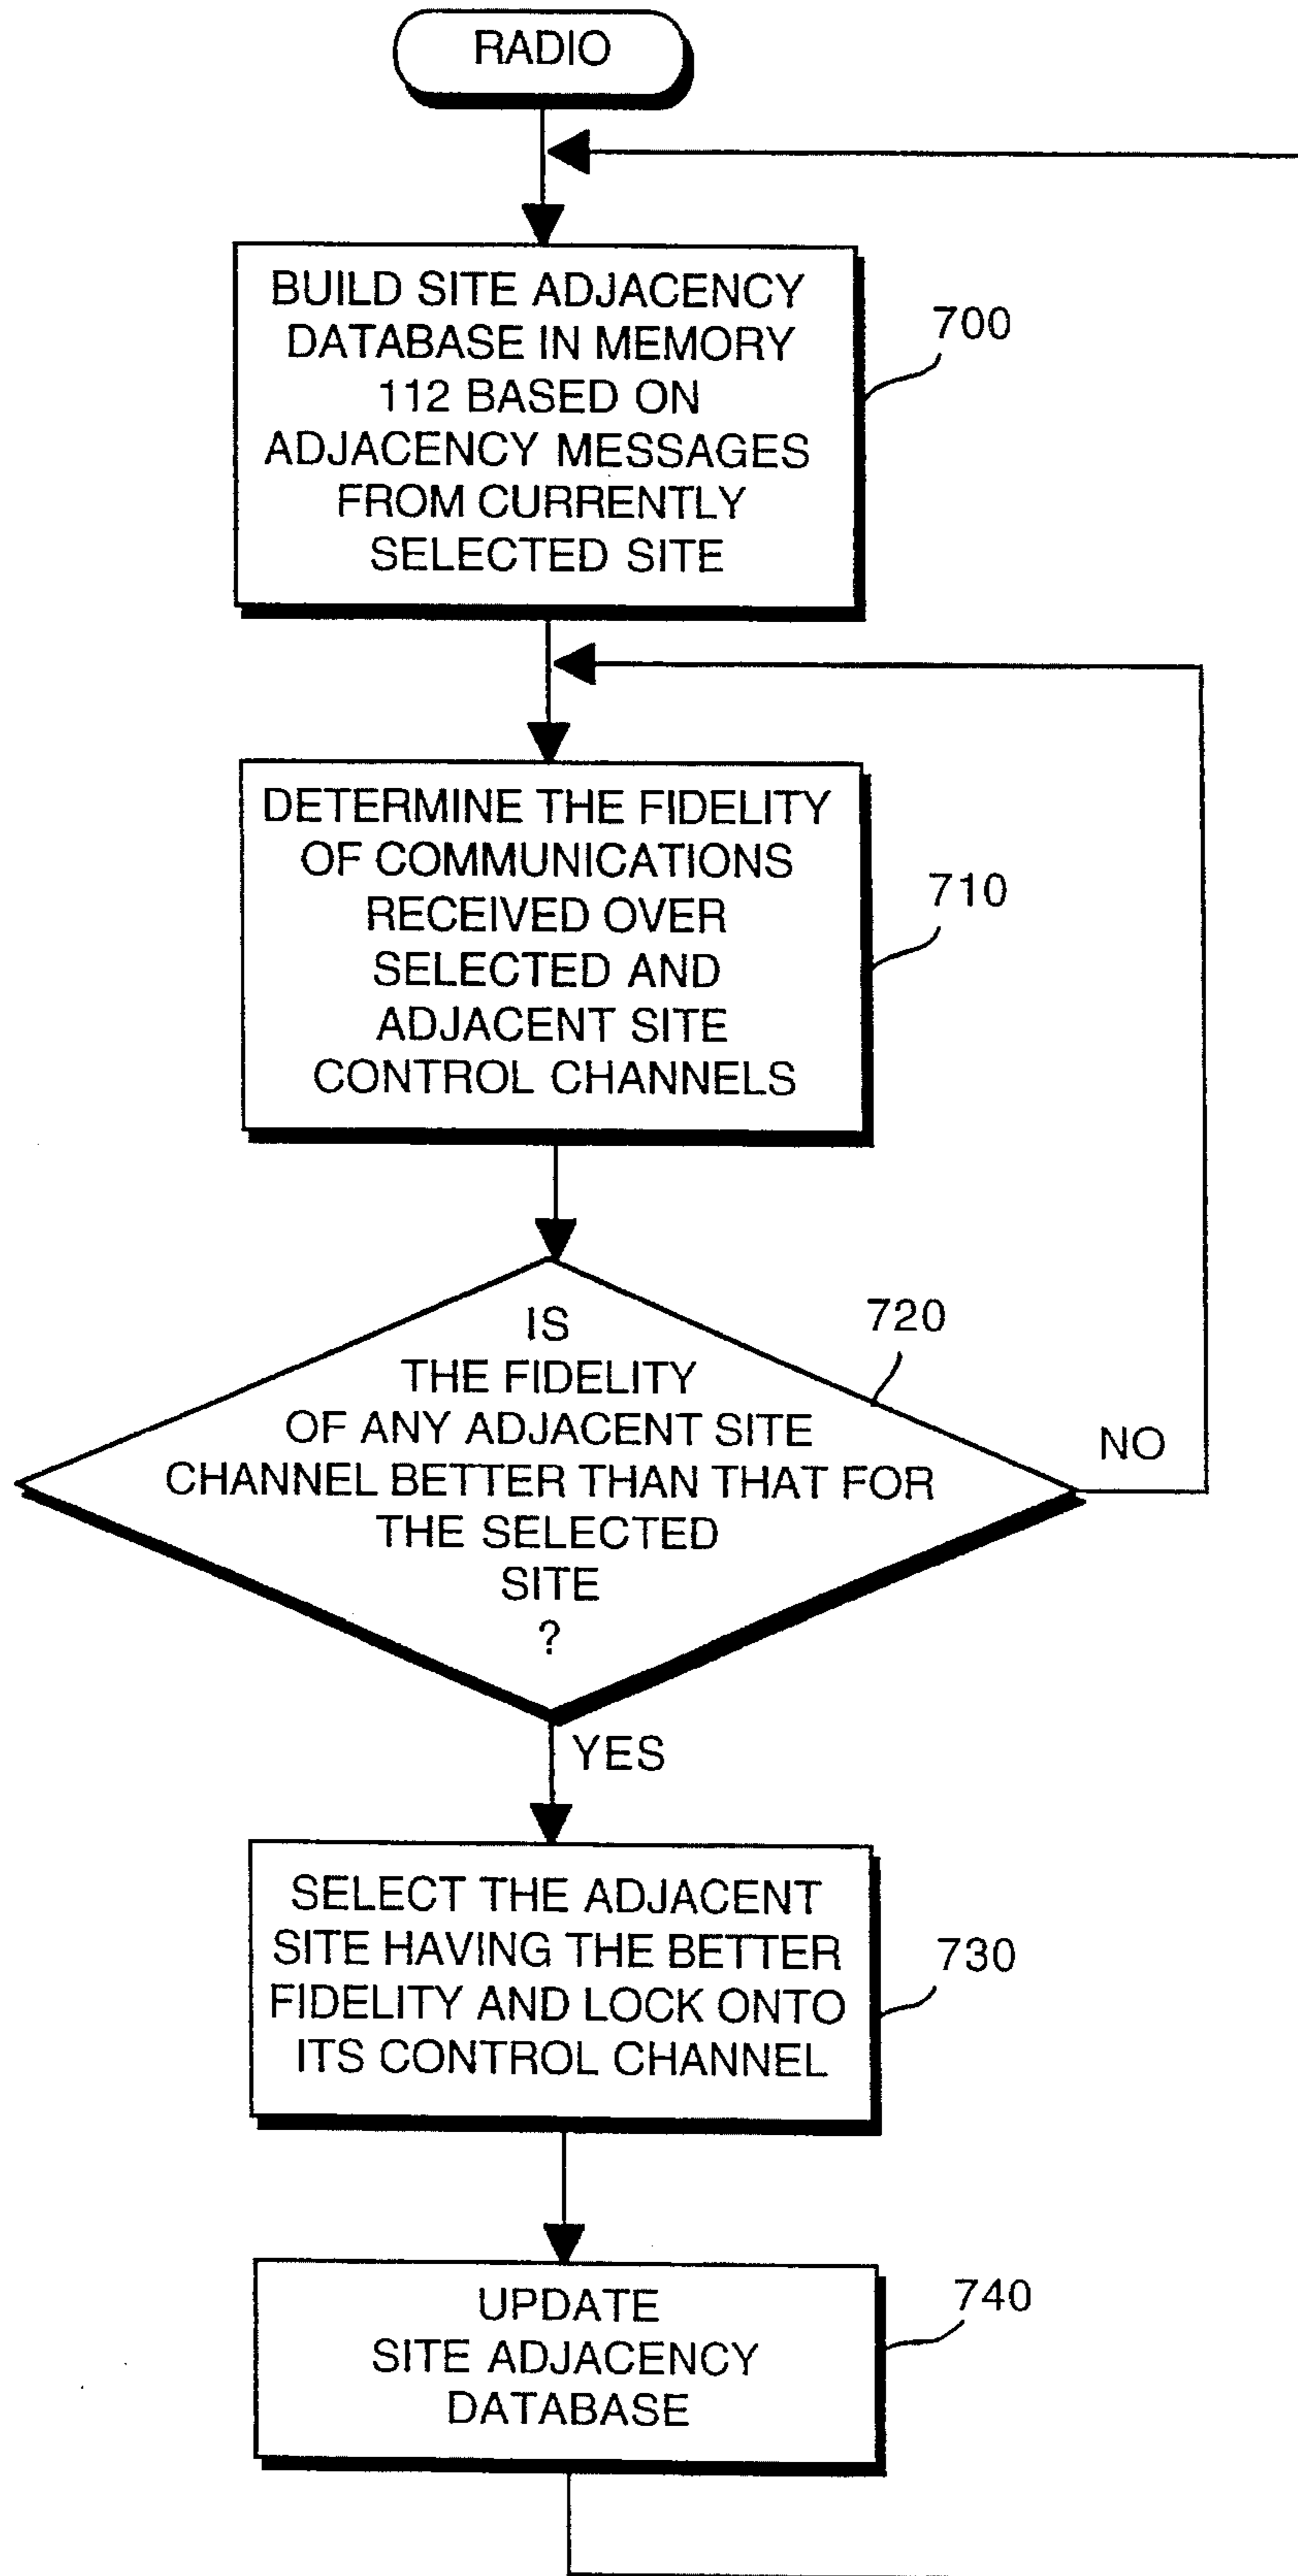 RADIO
BUILD SITE ADJACENCY
DATABASE IN MEMORY
112 BASED ON
ADJACENCY MESSAGES
FROM CURRENTLY
SELECTED SITE
700
DETERMINE THE FIDELITY
OF COMMUNICATIONS
RECEIVED OVER
SELECTED AND
ADJACENT SITE
CONTROL CHANNELS
710
IS
THE FIDELITY
OF ANY ADJACENT SITE
CHANNEL BETTER THAN THAT FOR
THE SELECTED
SITE
?
720
NO
YES
SELECT THE ADJACENT
SITE HAVING THE BETTER
FIDELITY AND LOCK ONTO
ITS CONTROL CHANNEL
730
UPDATE
SITE ADJACENCY
DATABASE
740